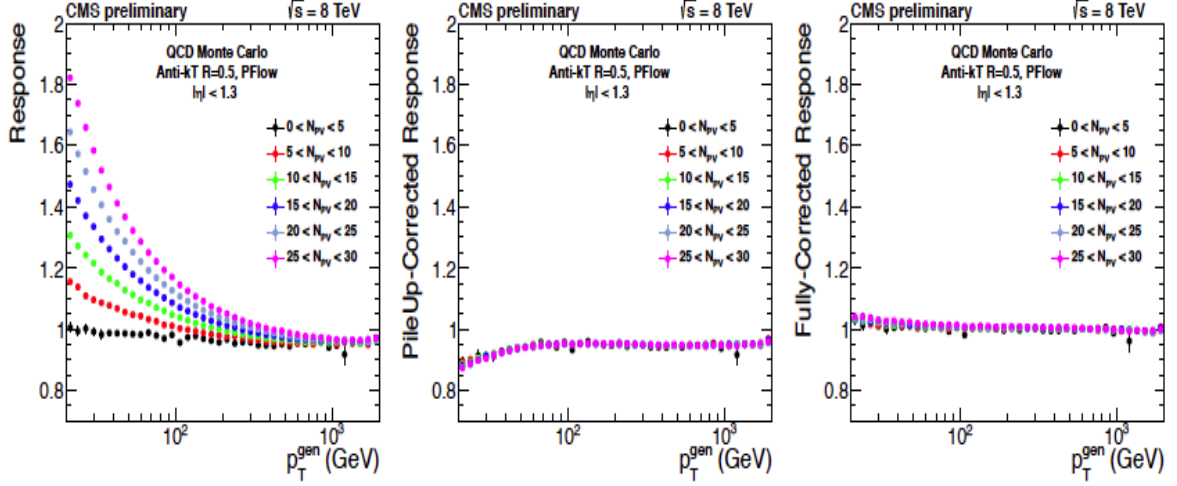 CMS preliminary √s = 8 TeV
QCD Monte Carlo
Anti-kT R=0.5, PFlow
|η| < 1.3
0 < N_PV < 5
5 < N_PV < 10
10 < N_PV < 15
15 < N_PV < 20
20 < N_PV < 25
25 < N_PV < 30
Response
2
1.8
1.6
1.4
1.2
1
0.8
10² 10³
p_T^gen (GeV)
CMS preliminary √s = 8 TeV
QCD Monte Carlo
Anti-kT R=0.5, PFlow
|η| < 1.3
0 < N_PV < 5
5 < N_PV < 10
10 < N_PV < 15
15 < N_PV < 20
20 < N_PV < 25
25 < N_PV < 30
PileUp-Corrected Response
2
1.8
1.6
1.4
1.2
1
0.8
10² 10³
p_T^gen (GeV)
CMS preliminary √s = 8 TeV
QCD Monte Carlo
Anti-kT R=0.5, PFlow
|η| < 1.3
0 < N_PV < 5
5 < N_PV < 10
10 < N_PV < 15
15 < N_PV < 20
20 < N_PV < 25
25 < N_PV < 30
Fully-Corrected Response
2
1.8
1.6
1.4
1.2
1
0.8
10² 10³
p_T^gen (GeV)